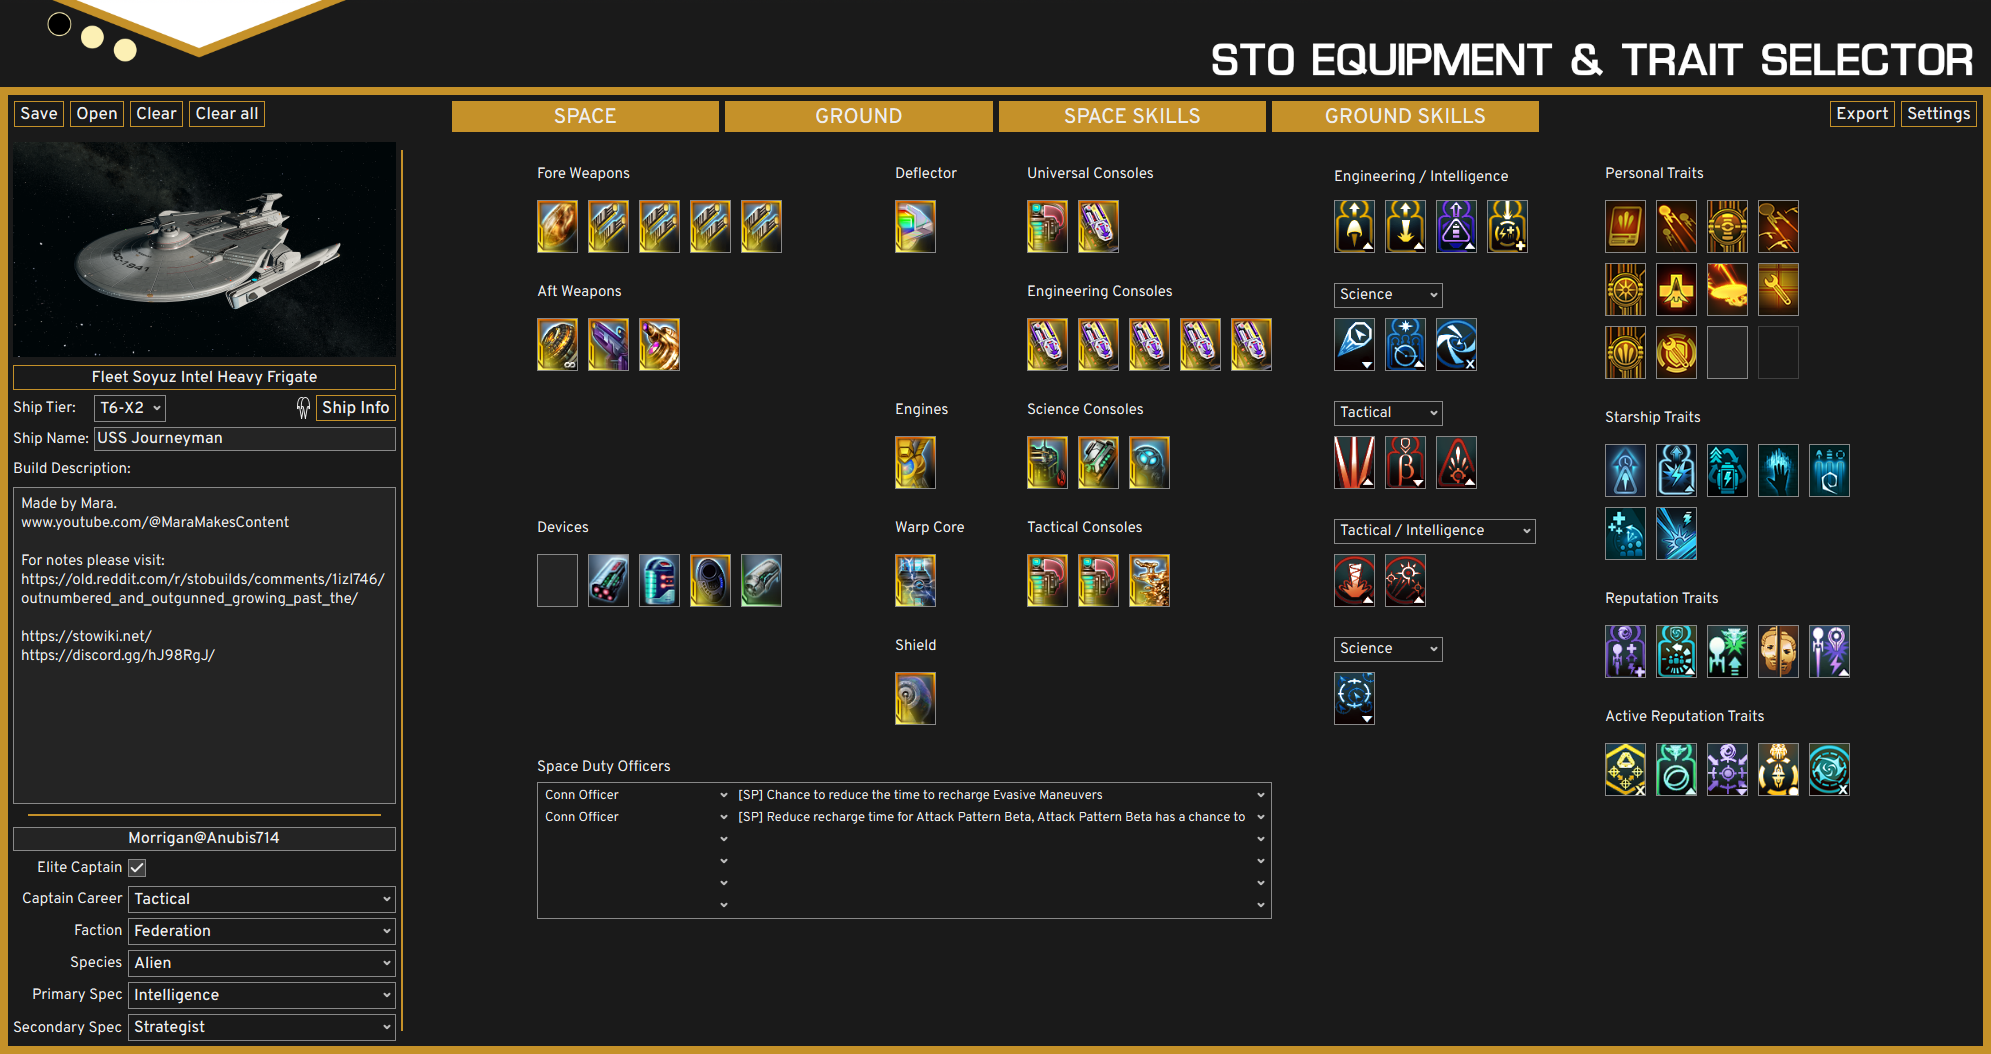 STO EQUIPMENT & TRAIT SELECTOR
Save Open Clear Clear all
SPACE GROUND SPACE SKILLS GROUND SKILLS
Export Settings
Fleet Soyuz Intel Heavy Frigate
Ship Tier: T6-X2 Ship Info
Ship Name: USS Journeyman
Build Description:
Made by Mara.
www.youtube.com/@MaraMakesContent
For notes please visit:
https://old.reddit.com/r/stobuilds/comments/1izl746/
outnumbered_and_outgunned_growing_past_the/
https://stowiki.net/
https://discord.gg/hJ98RgJ/
Morrigan@Anubis714
Elite Captain
Captain Career Tactical
Faction Federation
Species Alien
Primary Spec Intelligence
Secondary Spec Strategist
Fore Weapons
Aft Weapons
Devices
Deflector
Engines
Warp Core
Shield
Universal Consoles
Engineering Consoles
Science Consoles
Tactical Consoles
Space Duty Officers
Conn Officer [SP] Chance to reduce the time to recharge Evasive Maneuvers
Conn Officer [SP] Reduce recharge time for Attack Pattern Beta, Attack Pattern Beta has a chance to
Engineering / Intelligence
Science
Tactical
Tactical / Intelligence
Science
Personal Traits
Starship Traits
Reputation Traits
Active Reputation Traits